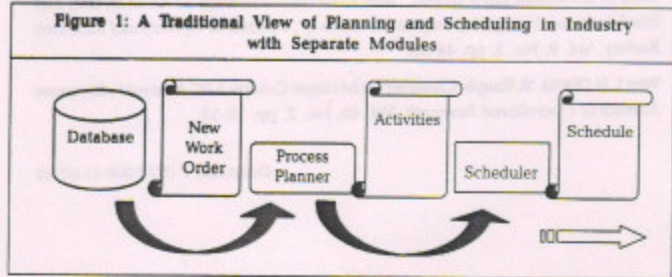 Figure 1: A Traditional View of Planning and Scheduling in Industry
with Separate Modules
Database
New
Work
Order
Process
Planner
Activities
Scheduler
Schedule